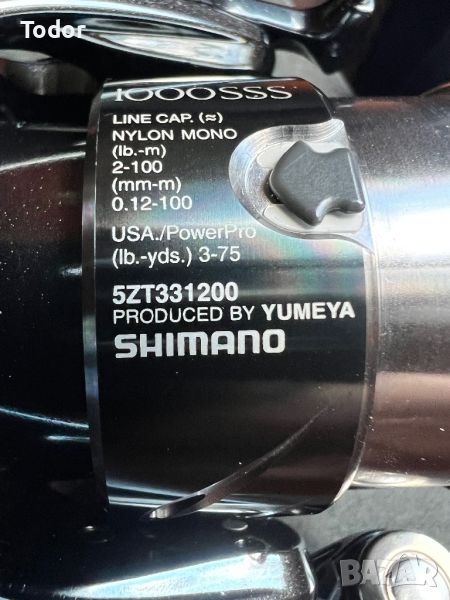 Todor
1000SSS
LINE CAP. (≈)
NYLON MONO
(lb.-m)
2-100
(mm-m)
0.12-100
USA./PowerPro
(lb.-yds.) 3-75
5ZT331200
PRODUCED BY YUMEYA
SHIMANO
bazar